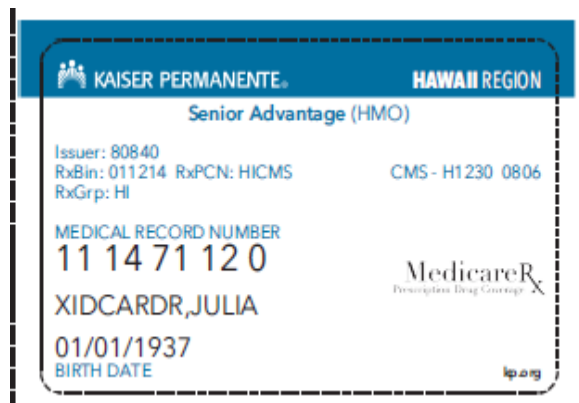 KAISER PERMANENTE® HAWAII REGION
Senior Advantage (HMO)
Issuer: 80840
RxBin: 011214 RxPCN: HICMS CMS - H1230 0806
RxGrp: HI
MEDICAL RECORD NUMBER
11 14 71 12 0
MedicareRx
Prescription Drug Coverage X
XIDCARDR,JULIA
01/01/1937
BIRTH DATE kp.org